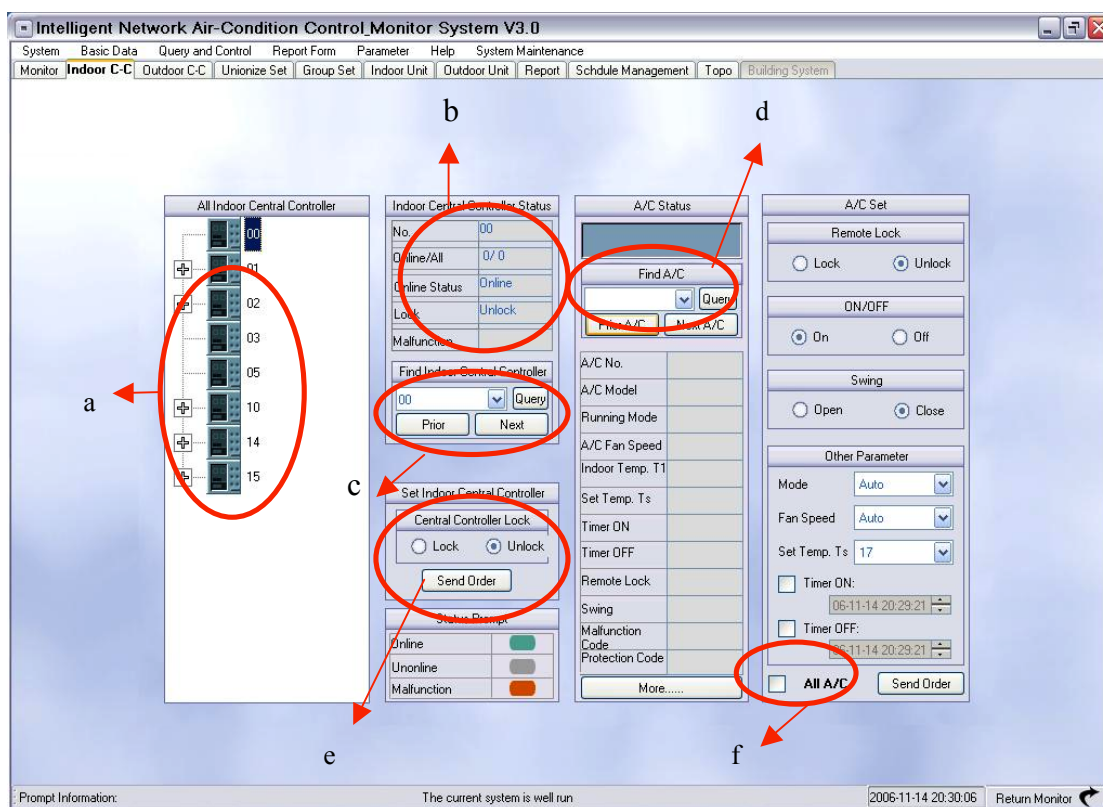 Intelligent Network Air-Condition Control_Monitor System V3.0
System Basic Data Query and Control Report Form Parameter Help System Maintenance
Monitor Indoor C-C Outdoor C-C Unionize Set Group Set Indoor Unit Outdoor Unit Report Schdule Management Topo Building System
b
d
a
c
e
f
All Indoor Central Controller
00
01
02
03
05
10
14
15
Indoor Central Controller Status
No. 00
Online/All 0/ 0
Online Status Online
Lock Unlock
Malfunction
Find Indoor Central Controller
00 Query
Prior Next
Set Indoor Central Controller
Central Controller Lock
Lock Unlock
Send Order
Status Prompt
Online
Unonline
Malfunction
A/C Status
Find A/C
Query
Prior A/C Next A/C
A/C No.
A/C Model
Running Mode
A/C Fan Speed
Indoor Temp. T1
Set Temp. Ts
Timer ON
Timer OFF
Remote Lock
Swing
Malfunction
Code
Protection Code
More......
A/C Set
Remote Lock
Lock Unlock
ON/OFF
On Off
Swing
Open Close
Other Parameter
Mode Auto
Fan Speed Auto
Set Temp. Ts 17
Timer ON:
06-11-14 20:29:21
Timer OFF:
06-11-14 20:29:21
All A/C Send Order
Prompt Information: The current system is well run 2006-11-14 20:30:06 Return Monitor